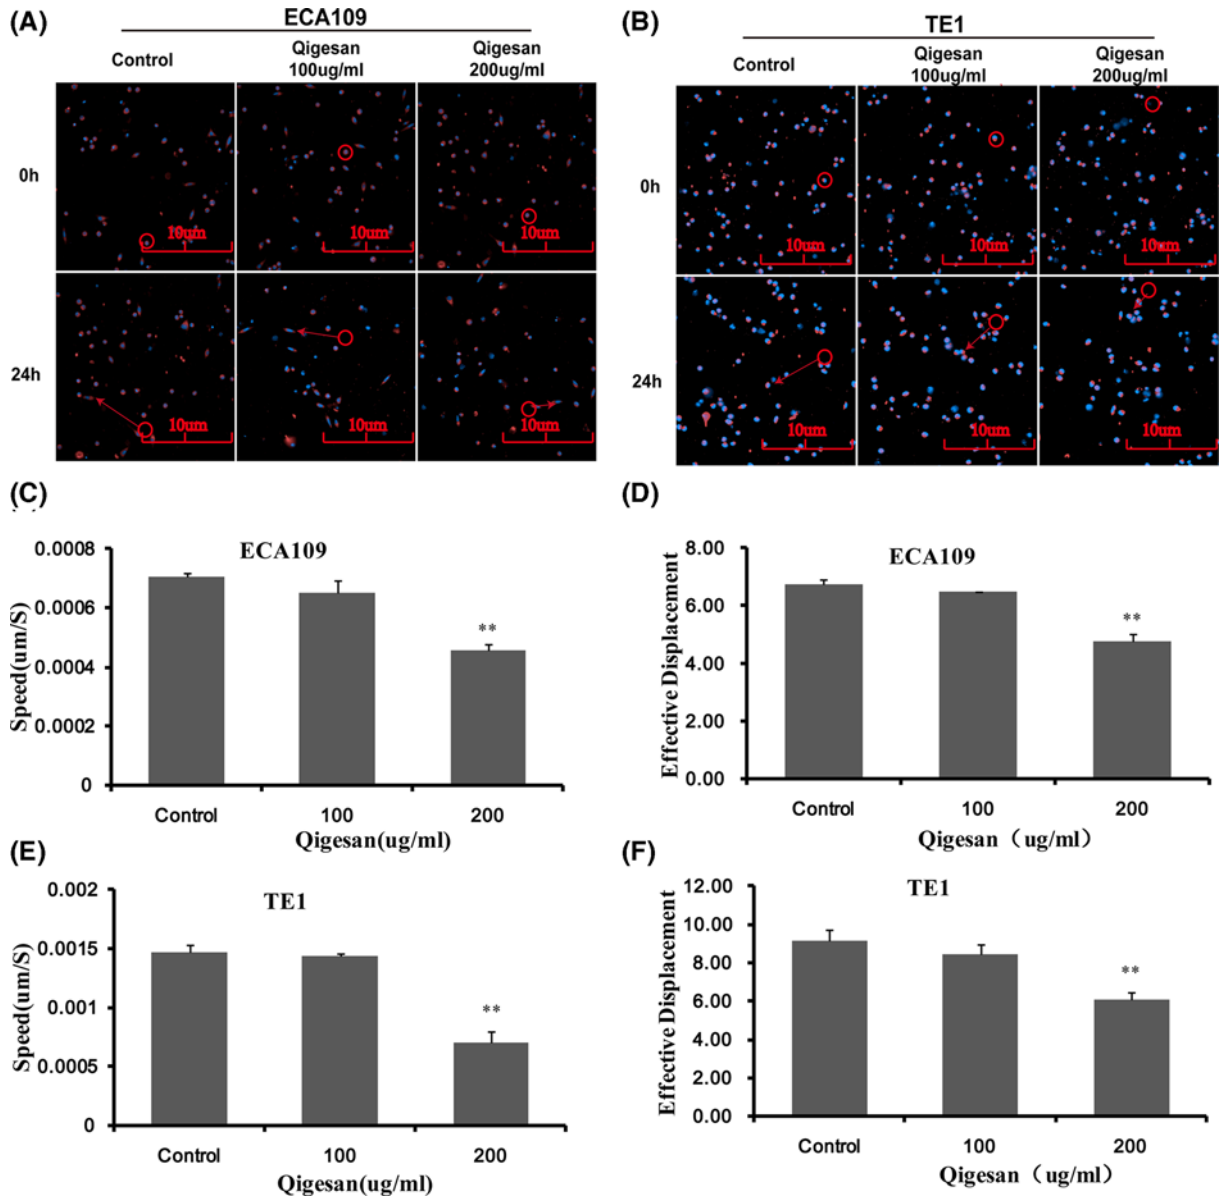 (A)
ECA109
Control
Qigesan
100ug/ml
Qigesan
200ug/ml
0h
10um
10um
10um
24h
10um
10um
10um
(B)
TE1
Control
Qigesan
100ug/ml
Qigesan
200ug/ml
0h
10um
10um
10um
24h
10um
10um
10um
(C)
ECA109
Speed(um/S)
0.0008
0.0006
0.0004
0.0002
0
**
Control
100
200
Qigesan(ug/ml)
(D)
ECA109
Effective Displacement
8.00
6.00
4.00
2.00
0.00
**
Control
100
200
Qigesan（ug/ml）
(E)
TE1
Speed(um/S)
0.002
0.0015
0.001
0.0005
0
**
Control
100
200
Qigesan(ug/ml)
(F)
TE1
Effective Displacement
12.00
10.00
8.00
6.00
4.00
2.00
0.00
**
Control
100
200
Qigesan（ug/ml）